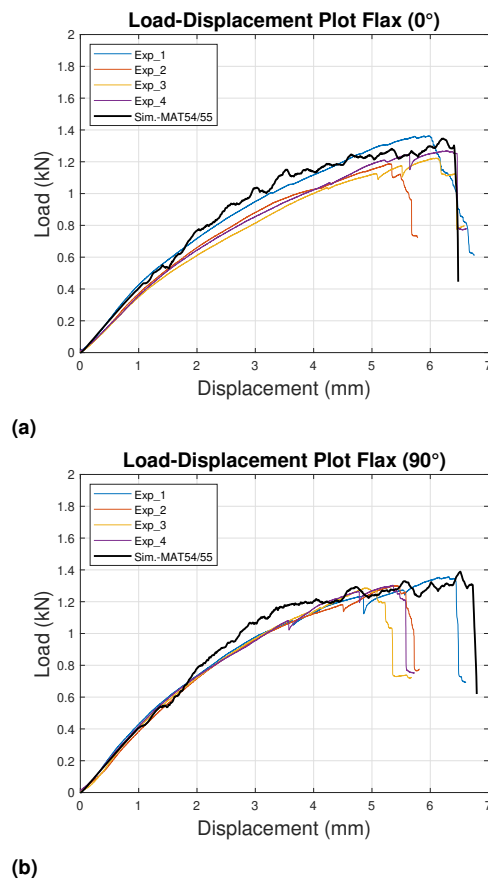 Load-Displacement Plot Flax (0°)
2
1.8
1.6
1.4
1.2
1
0.8
0.6
0.4
0.2
0
Load (kN)
Exp_1
Exp_2
Exp_3
Exp_4
Sim.-MAT54/55
0 1 2 3 4 5 6 7
Displacement (mm)
(a)
Load-Displacement Plot Flax (90°)
2
1.8
1.6
1.4
1.2
1
0.8
0.6
0.4
0.2
0
Load (kN)
Exp_1
Exp_2
Exp_3
Exp_4
Sim.-MAT54/55
0 1 2 3 4 5 6 7
Displacement (mm)
(b)